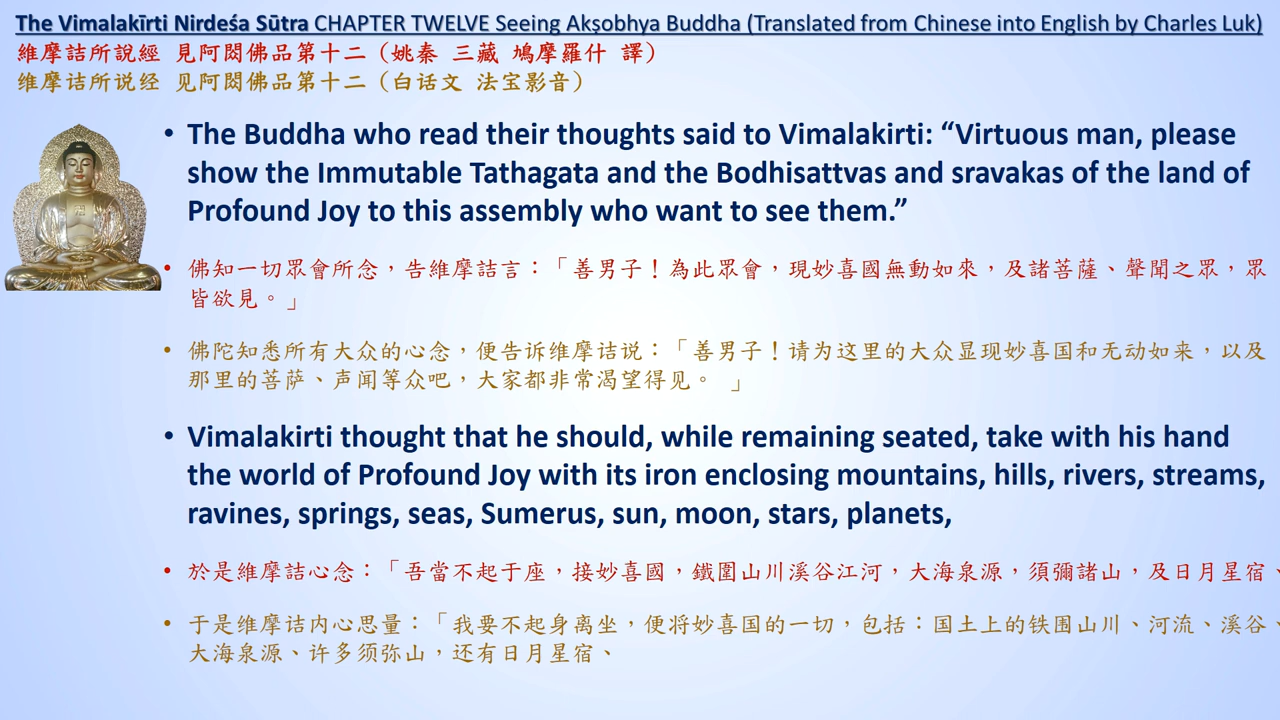 The Vimalakīrti Nirdeśa Sūtra CHAPTER TWELVE Seeing Akṣobhya Buddha (Translated from Chinese into English by Charles Luk)
維摩詰所說經 見阿閦佛品第十二（姚秦 三藏 鳩摩羅什 譯）
维摩诘所说经 见阿閦佛品第十二（白话文 法宝影音）
• The Buddha who read their thoughts said to Vimalakirti: “Virtuous man, please
show the Immutable Tathagata and the Bodhisattvas and sravakas of the land of
Profound Joy to this assembly who want to see them.”
• 佛知一切眾會所念，告維摩詰言：「善男子！為此眾會，現妙喜國無動如來，及諸菩薩、聲聞之眾，眾
皆欲見。」
• 佛陀知悉所有大众的心念，便告诉维摩诘说：「善男子！请为这里的大众显现妙喜国和无动如来，以及
那里的菩萨、声闻等众吧，大家都非常渴望得见。 」
• Vimalakirti thought that he should, while remaining seated, take with his hand
the world of Profound Joy with its iron enclosing mountains, hills, rivers, streams,
ravines, springs, seas, Sumerus, sun, moon, stars, planets,
• 於是維摩詰心念：「吾當不起于座，接妙喜國，鐵圍山川溪谷江河，大海泉源，須彌諸山，及日月星宿、
• 于是维摩诘内心思量：「我要不起身离坐，便将妙喜国的一切，包括：国土上的铁围山川、河流、溪谷、
大海泉源、许多须弥山，还有日月星宿、